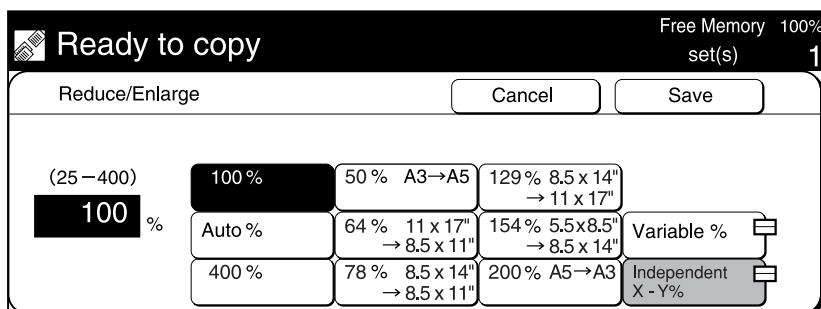 Ready to copy
Free Memory 100%
set(s) 1
Reduce/Enlarge
Cancel
Save
(25-400)
100 %
100 %
50 % A3→A5
129 % 8.5 x 14"
→ 11 x 17"
Auto %
64 % 11 x 17"
→ 8.5 x 11"
154 % 5.5x8.5"
→ 8.5 x 14"
Variable %
400 %
78 % 8.5 x 14"
→ 8.5 x 11"
200 % A5→A3
Independent
X - Y%